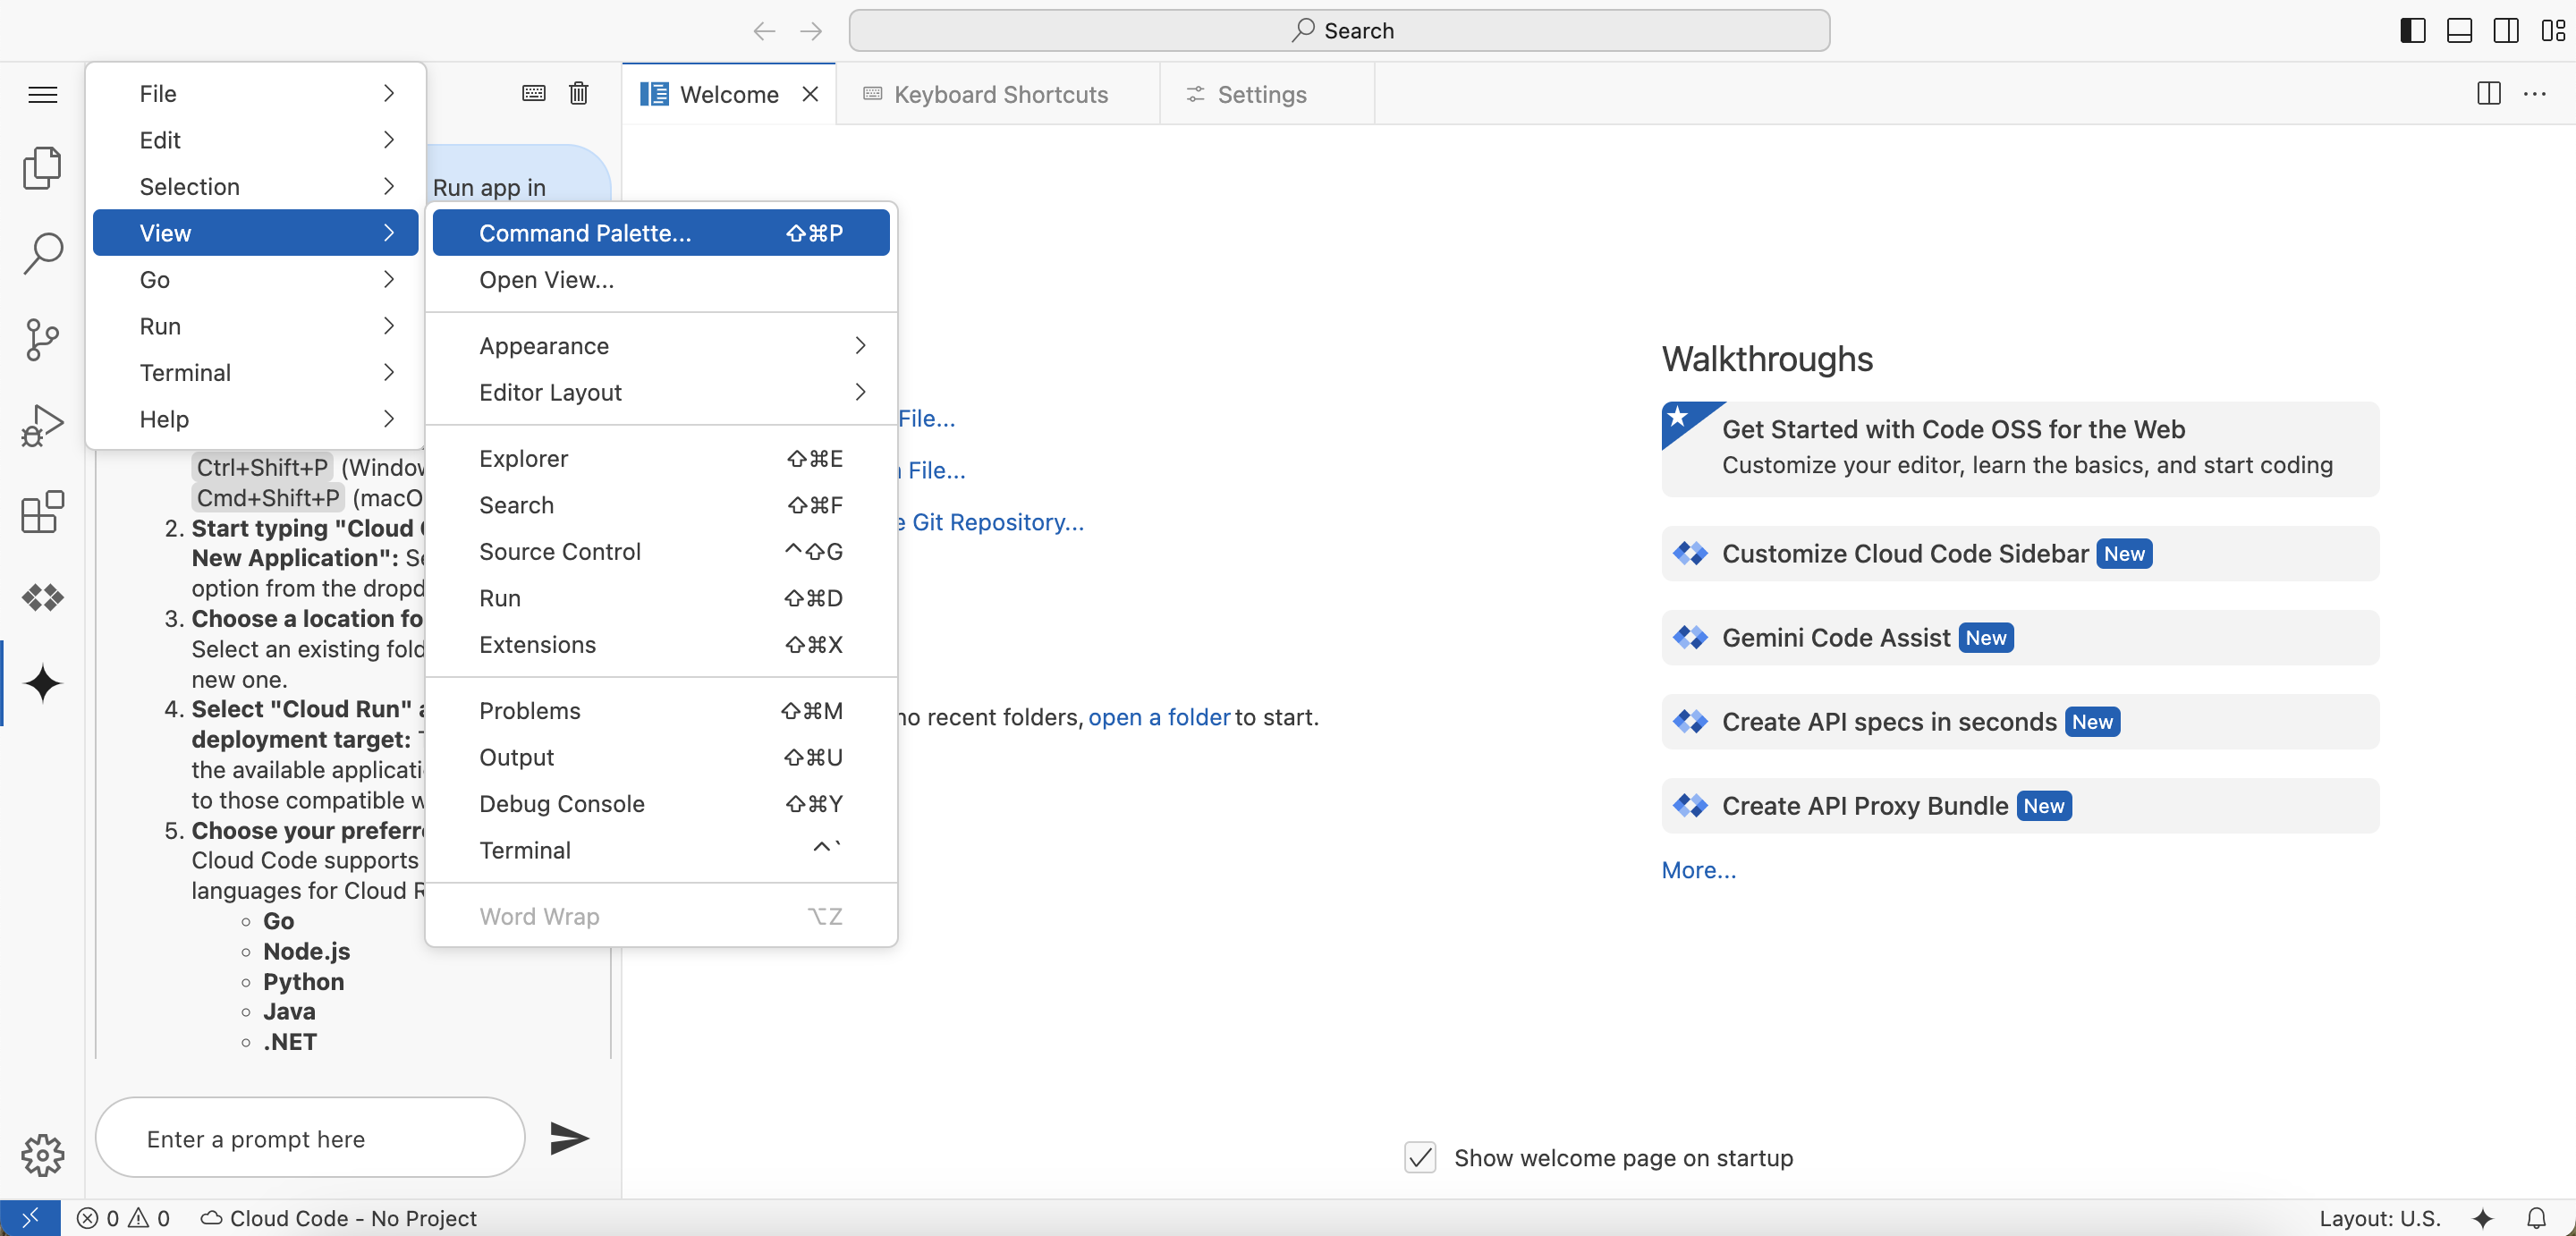 Search
File
Edit
Selection
View
Go
Run
Terminal
Help
Welcome
Keyboard Shortcuts
Settings
Run app in
Command Palette... ⇧⌘P
Open View...
Appearance
Editor Layout
Explorer ⇧⌘E
Search ⇧⌘F
Source Control ^⇧G
Run ⇧⌘D
Extensions ⇧⌘X
Problems ⇧⌘M
Output ⇧⌘U
Debug Console ⇧⌘Y
Terminal ^`
Word Wrap ⌥Z
Ctrl+Shift+P
Cmd+Shift+P
2. Start typing "Cloud
New Application":
option from the
3. Choose a location
Select an existing
new one.
4. Select "Cloud Run"
deployment target:
the available
to those compatible
5. Choose your
Cloud Code supports
languages for Cloud
Go
Node.js
Python
Java
.NET
Enter a prompt here
File...
File...
Git Repository...
no recent folders, open a folder to start.
Walkthroughs
Get Started with Code OSS for the Web
Customize your editor, learn the basics, and start coding
Customize Cloud Code Sidebar New
Gemini Code Assist New
Create API specs in seconds New
Create API Proxy Bundle New
More...
Show welcome page on startup
0 0 Cloud Code - No Project
Layout: U.S.